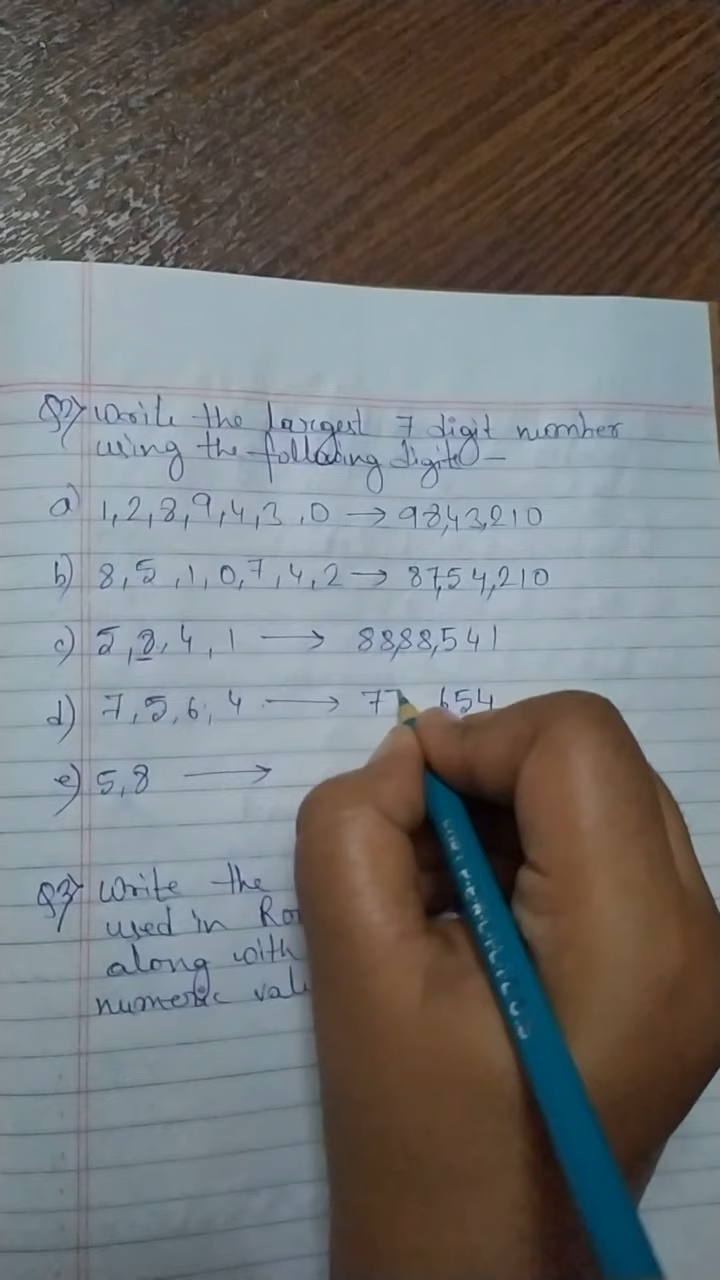 Q2) Write the largest 7 digit number
using the following digits -
a) 1,2,8,9,4,3,0 → 98,43,210
b) 8,5,1,0,7,4,2 → 87,54,210
c) 5,8,4,1 → 88,88,541
d) 7,5,6,4 → 77 654
e) 5,8 →
Q3) Write the
used in Ro
along with
numeric val